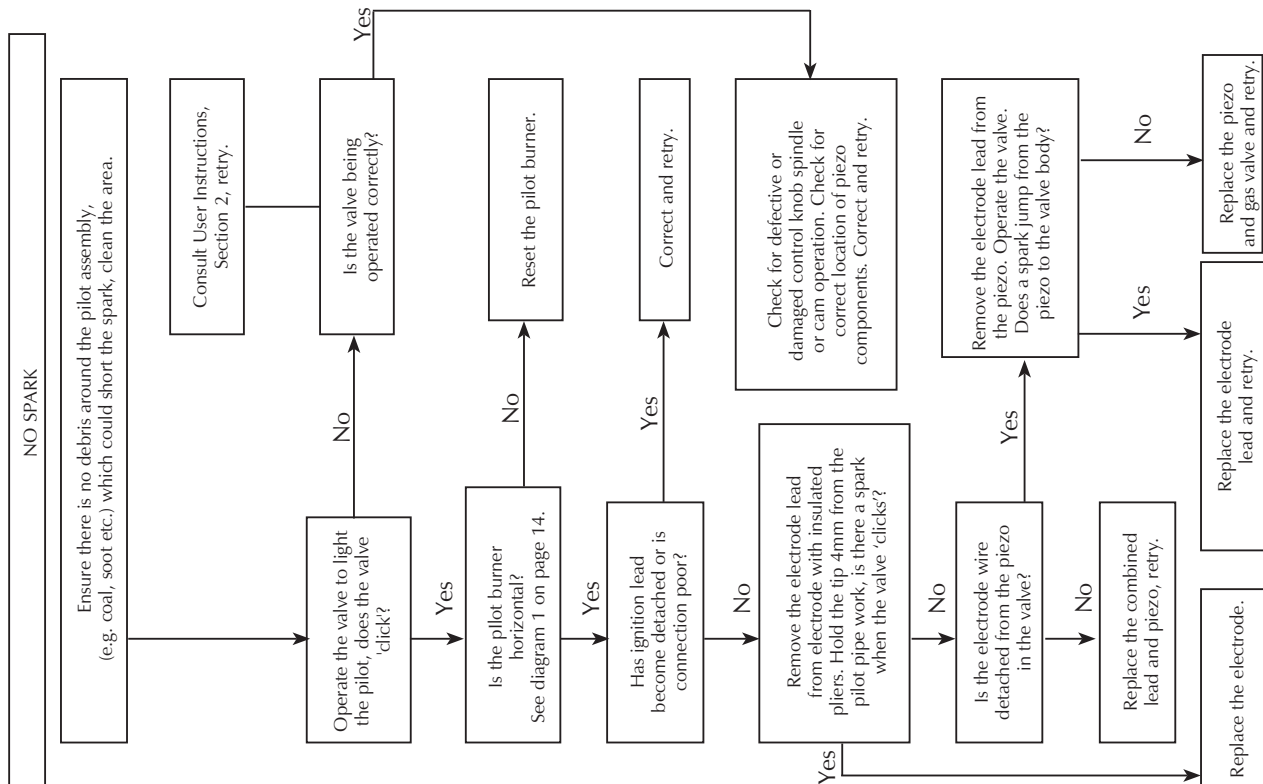 NO SPARK
Ensure there is no debris around the pilot assembly,
(e.g. coal, soot etc.) which could short the spark, clean the area.
Operate the valve to light
the pilot, does the valve
'click'?
No
Is the valve being
operated correctly?
Consult User Instructions,
Section 2, retry.
Yes
Check for defective or
damaged control knob spindle
or cam operation. Check for
correct location of piezo
components. Correct and retry.
Yes
Is the pilot burner
horizontal?
See diagram 1 on page 14.
No
Reset the pilot burner.
Yes
Has ignition lead
become detached or is
connection poor?
Yes
Correct and retry.
No
Remove the electrode lead
from electrode with insulated
pliers. Hold the tip 4mm from the
pilot pipe work, is there a spark
when the valve ‘clicks’?
Yes
Replace the electrode.
No
Is the electrode wire
detached from the piezo
in the valve?
No
Replace the combined
lead and piezo, retry.
Yes
Remove the electrode lead from
the piezo. Operate the valve.
Does a spark jump from the
piezo to the valve body?
Yes
Replace the electrode
lead and retry.
No
Replace the piezo
and gas valve and retry.